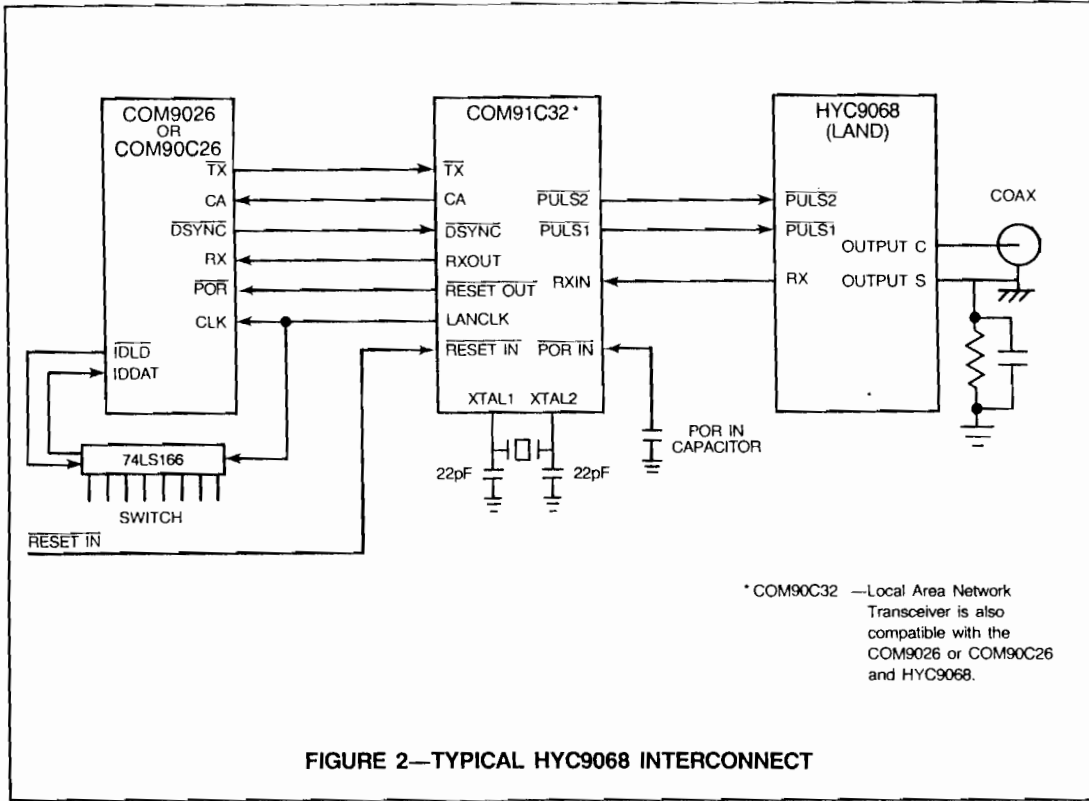 COM9026
OR
COM90C26
TX
CA
DSYNC
RX
POR
CLK
IDLD
IDDAT
74LS166
SWITCH
RESET IN
COM91C32*
TX
CA
DSYNC
RXOUT
RESET OUT
LANCLK
RESET IN
PULS2
PULS1
RXIN
POR IN
XTAL1 XTAL2
22pF 22pF
POR IN
CAPACITOR
HYC9068
(LAND)
PULS2
PULS1
RX
OUTPUT C
OUTPUT S
COAX
* COM90C32 —Local Area Network
Transceiver is also
compatible with the
COM9026 or COM90C26
and HYC9068.
FIGURE 2—TYPICAL HYC9068 INTERCONNECT